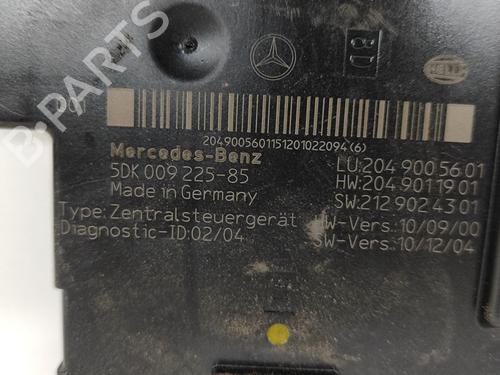 B-PARTS
BD
HELLA
2049005601151201022094(6)
Mercedes-Benz
5DK 009 225-85
Made in Germany
Type: Zentralsteuergerät
Diagnostic-ID:02/04
LU:204 900 56 01
HW:204 901 19 01
SW:212 902 43 01
HW-Vers.: 10/09/00
SW-Vers.: 10/12/04